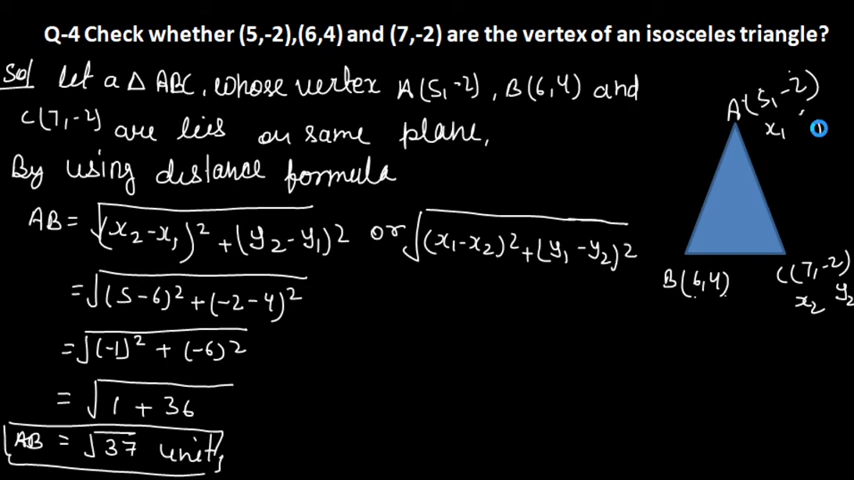 Q-4 Check whether (5,-2),(6,4) and (7,-2) are the vertex of an isosceles triangle?
Sol Let a Δ ABC, whose vertex A(5,-2), B(6,4) and
C(7,-2) are lies on same plane,
By using distance formula
AB = √(x₂-x₁)² + (y₂-y₁)² or √(x₁-x₂)² + (y₁-y₂)²
= √(5-6)² + (-2-4)²
= √(-1)² + (-6)²
= √1 + 36
AB = √37 unit
A(5,-2)
x₁ ,
B(6,4)
C(7,-2)
x₂ y₂